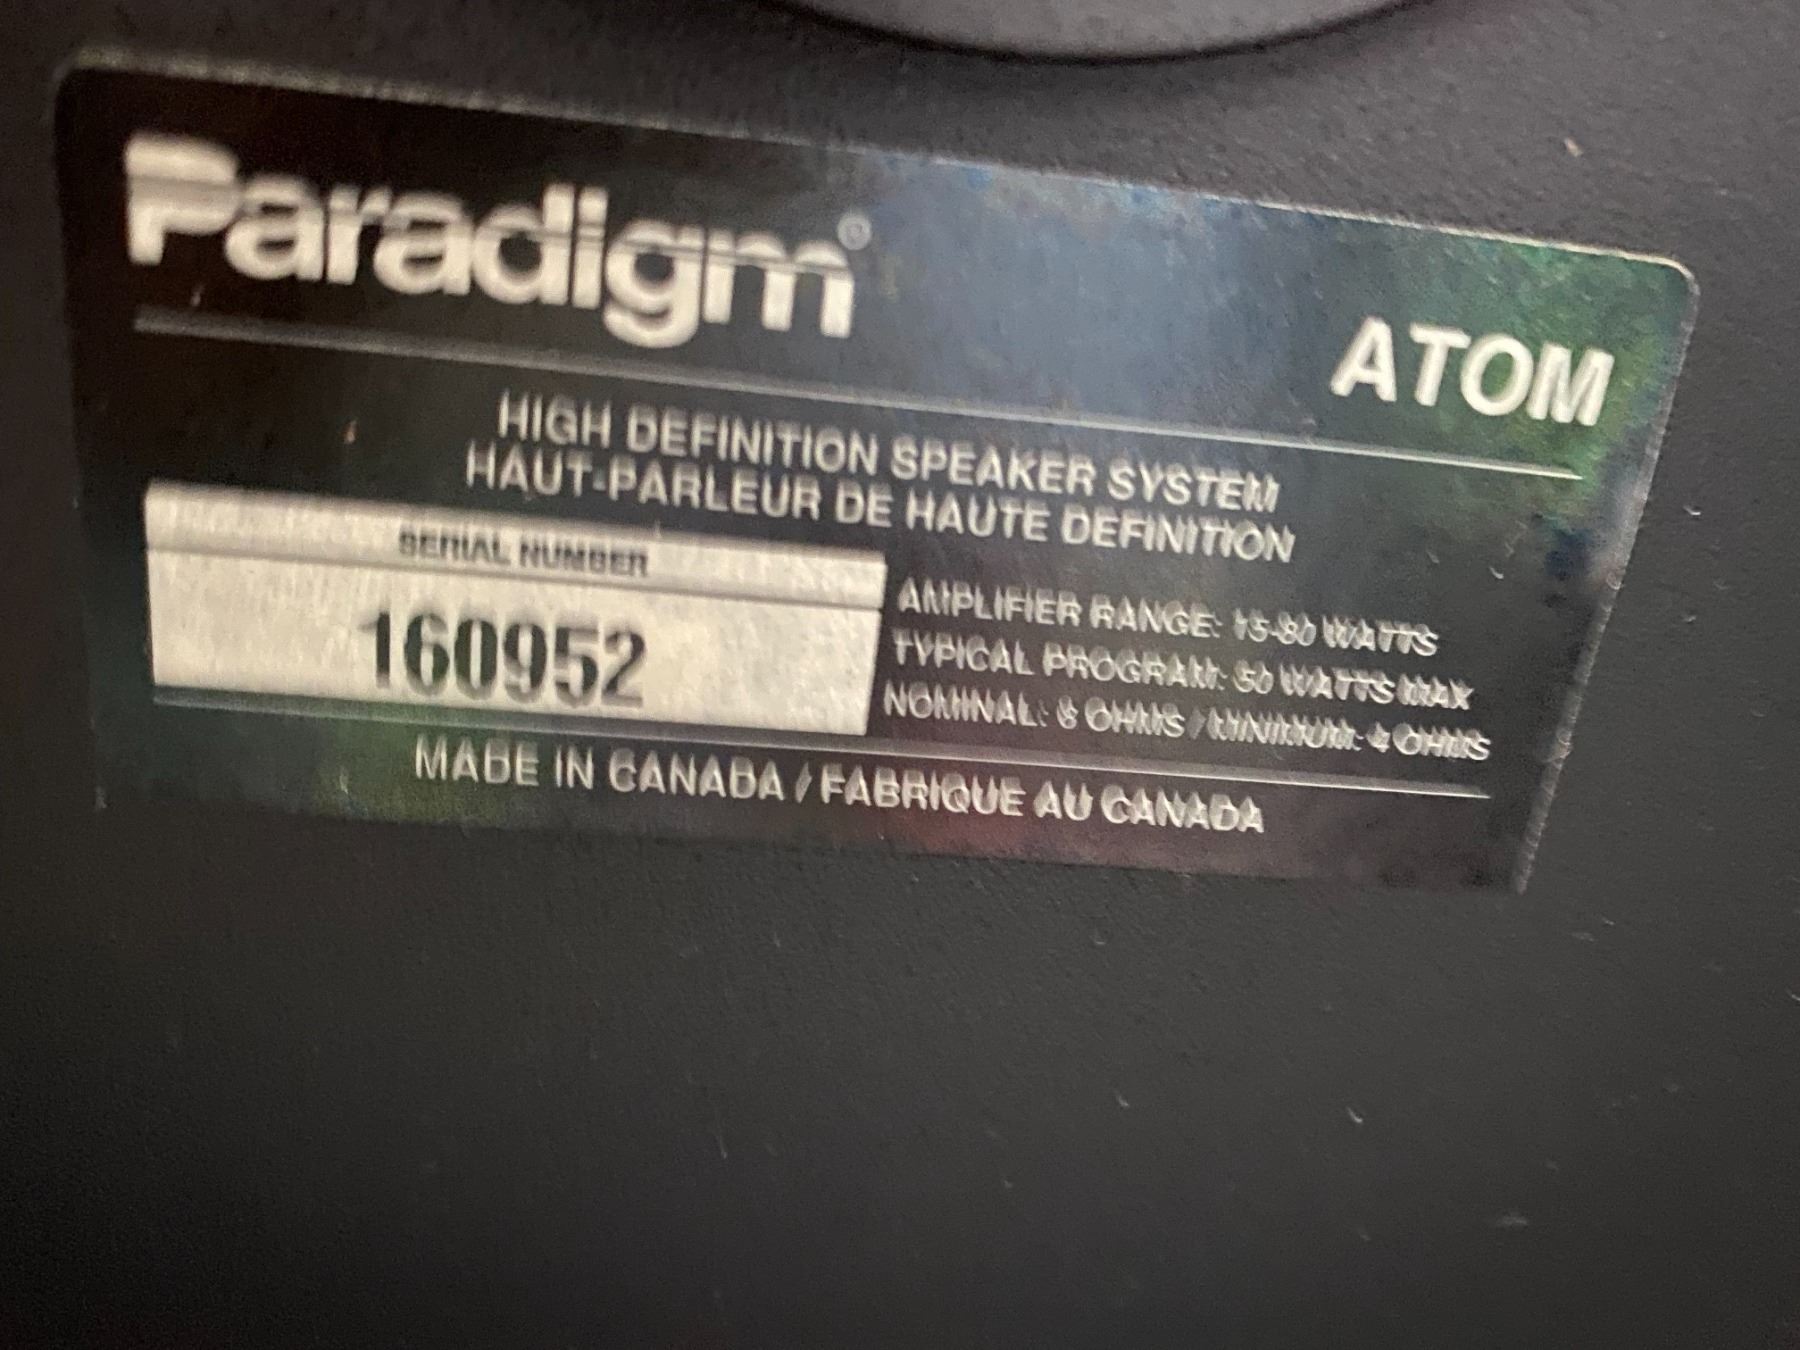 Paradigm®
ATOM
HIGH DEFINITION SPEAKER SYSTEM
HAUT-PARLEUR DE HAUTE DEFINITION
SERIAL NUMBER
160952
AMPLIFIER RANGE: 15-80 WATTS
TYPICAL PROGRAM: 50 WATTS MAX
NOMINAL: 8 OHMS / MINIMUM: 4 OHMS
MADE IN CANADA / FABRIQUE AU CANADA